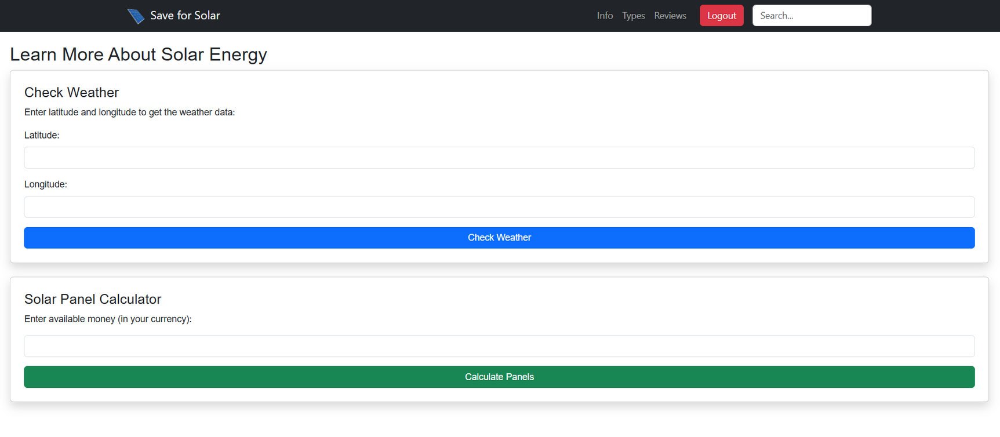 Save for Solar
Info Types Reviews Logout Search...
Learn More About Solar Energy
Check Weather
Enter latitude and longitude to get the weather data:
Latitude:
Longitude:
Check Weather
Solar Panel Calculator
Enter available money (in your currency):
Calculate Panels